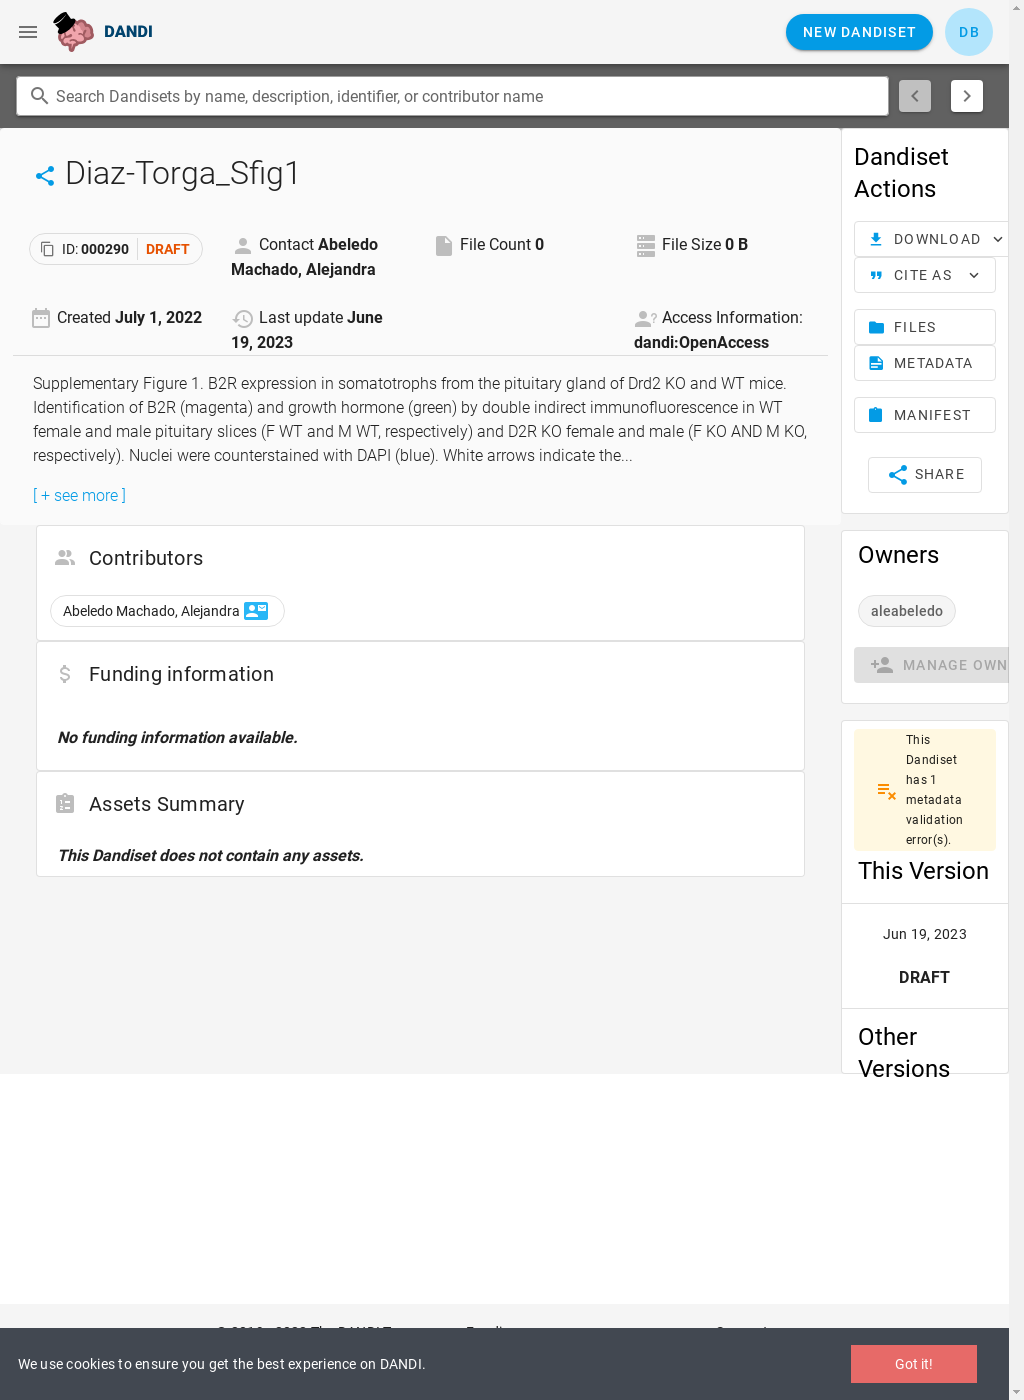 DANDI
NEW DANDISET
DB
Search Dandisets by name, description, identifier, or contributor name
Diaz-Torga_Sfig1
ID: 000290
DRAFT
Contact Abeledo
Machado, Alejandra
File Count 0
File Size 0 B
Created July 1, 2022
Last update June
19, 2023
Access Information:
dandi:OpenAccess
Supplementary Figure 1. B2R expression in somatotrophs from the pituitary gland of Drd2 KO and WT mice.
Identification of B2R (magenta) and growth hormone (green) by double indirect immunofluorescence in WT
female and male pituitary slices (F WT and M WT, respectively) and D2R KO female and male (F KO AND M KO,
respectively). Nuclei were counterstained with DAPI (blue). White arrows indicate the...
[ + see more ]
Contributors
Abeledo Machado, Alejandra
Funding information
No funding information available.
Assets Summary
This Dandiset does not contain any assets.
Dandiset
Actions
DOWNLOAD
CITE AS
FILES
METADATA
MANIFEST
SHARE
Owners
aleabeledo
MANAGE OWN
This
Dandiset
has 1
metadata
validation
error(s).
This Version
Jun 19, 2023
DRAFT
Other
Versions
We use cookies to ensure you get the best experience on DANDI.
Got it!